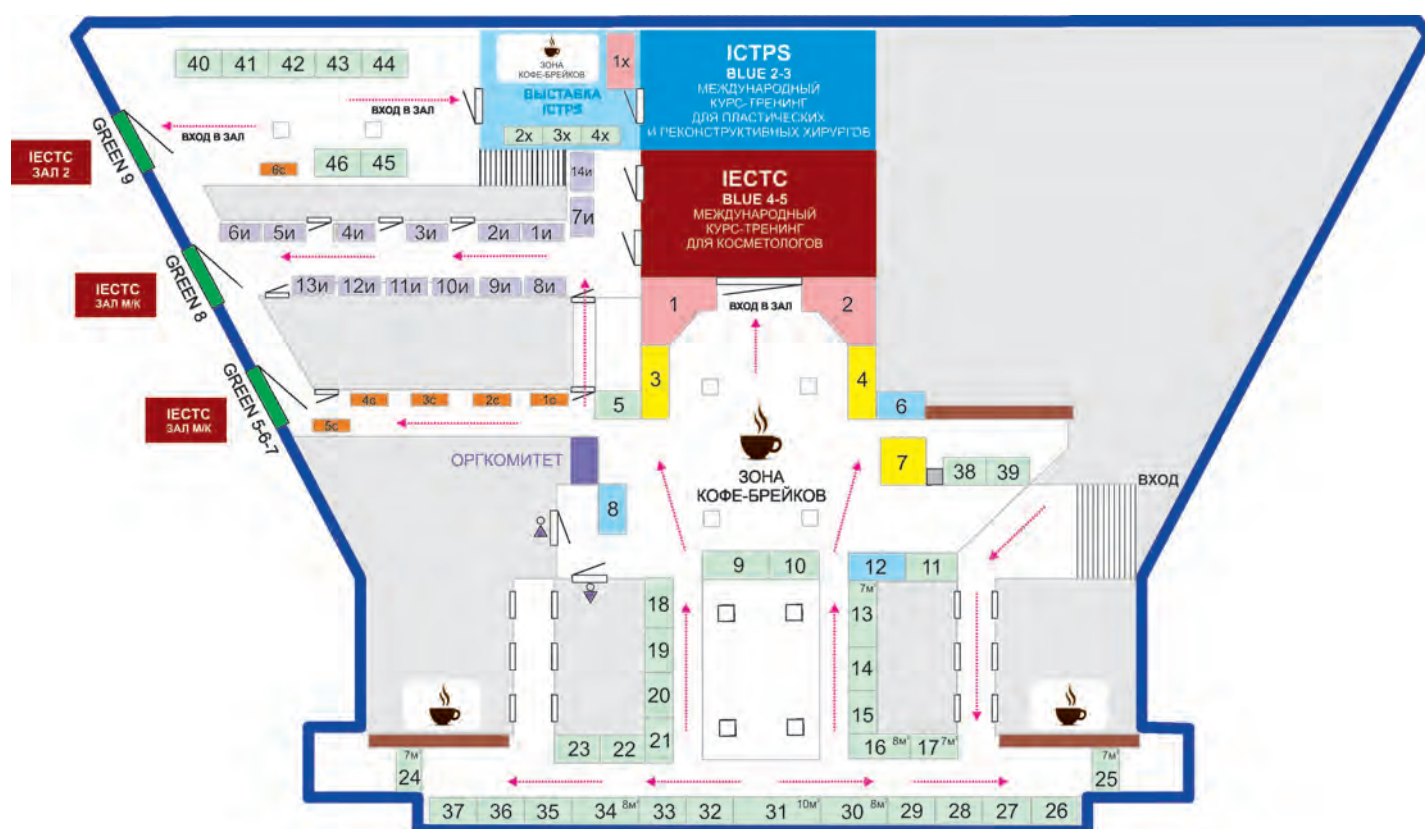 40 41 42 43 44
ЗОНА
КОФЕ-БРЕЙКОВ
1х
ВЫСТАВКА
ICTPS
2х 3х 4х
ICTPS
BLUE 2-3
МЕЖДУНАРОДНЫЙ
КУРС-ТРЕНИНГ
ДЛЯ ПЛАСТИЧЕСКИХ
И РЕКОНСТРУКТИВНЫХ ХИРУРГОВ
ВХОД В ЗАЛ
ВХОД В ЗАЛ
GREEN 9
IECTC
ЗАЛ 2
6с
46 45
14и
7и
IECTC
BLUE 4-5
МЕЖДУНАРОДНЫЙ
КУРС-ТРЕНИНГ
ДЛЯ КОСМЕТОЛОГОВ
6и 5и 4и 3и 2и 1и
13и 12и 11и 10и 9и 8и
IECTC
ЗАЛ М/К
GREEN 8
1
ВХОД В ЗАЛ
2
3
4
IECTC
ЗАЛ М/К
GREEN 5-6-7
4с 3с 2с 1с
5с
5
6
ОРГКОМИТЕТ
ЗОНА
КОФЕ-БРЕЙКОВ
7
38 39
ВХОД
8
9 10
12 11
7м²
13
14
15
16 8м²
17 7м²
18
19
20
21
23 22
7м²
24
7м²
25
37 36 35 34 8м² 33 32 31 10м² 30 8м² 29 28 27 26